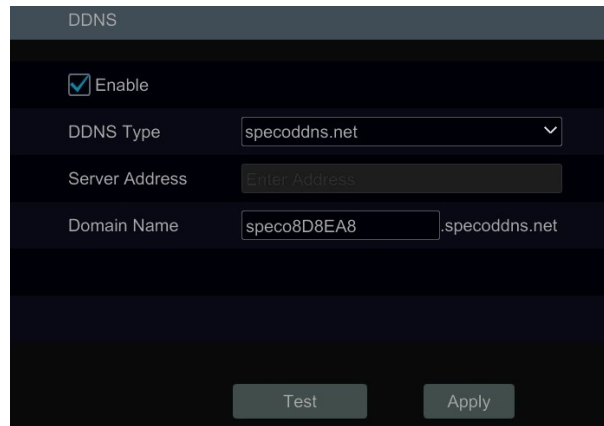 DDNS
Enable
DDNS Type specoddns.net
Server Address Enter Address
Domain Name speco8D8EA8 .specoddns.net
Test Apply